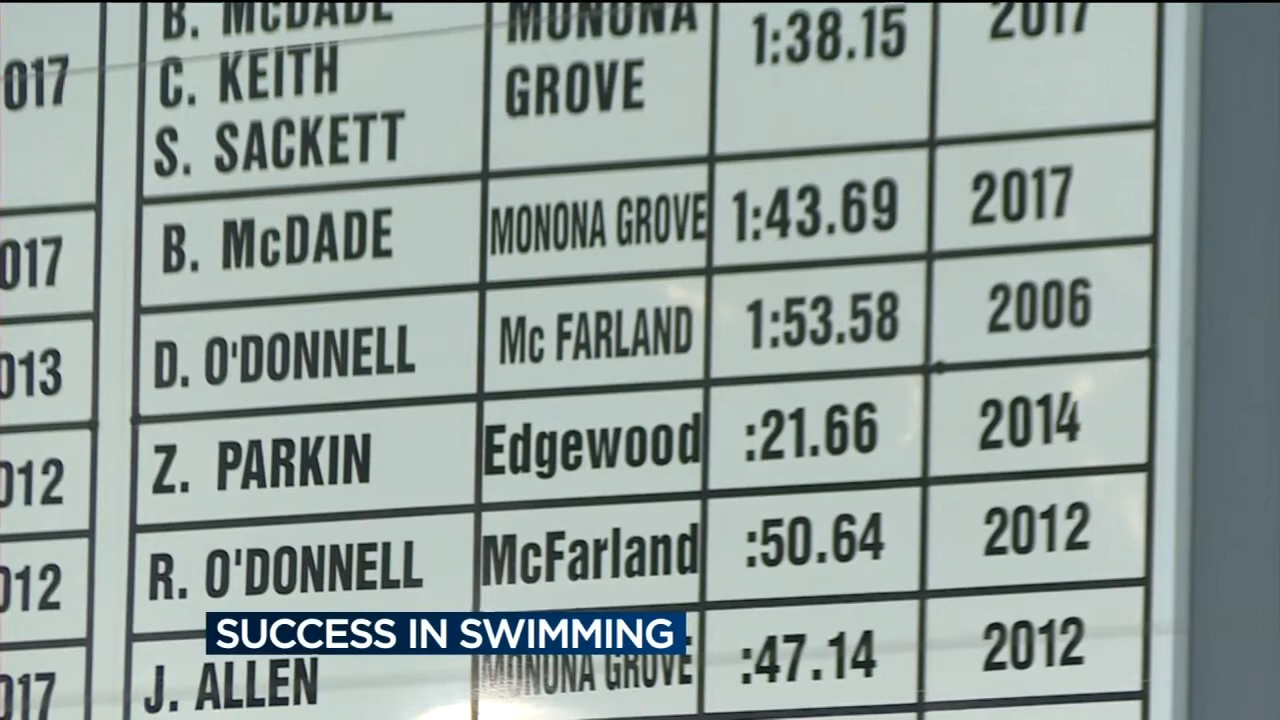 B. McDADE MONONA 1:38.15 2017
017 C. KEITH GROVE
S. SACKETT
017 B. McDADE MONONA GROVE 1:43.69 2017
013 D. O'DONNELL Mc FARLAND 1:53.58 2006
012 Z. PARKIN Edgewood :21.66 2014
012 R. O'DONNELL McFarland :50.64 2012
SUCCESS IN SWIMMING
017 J. ALLEN MONONA GROVE :47.14 2012